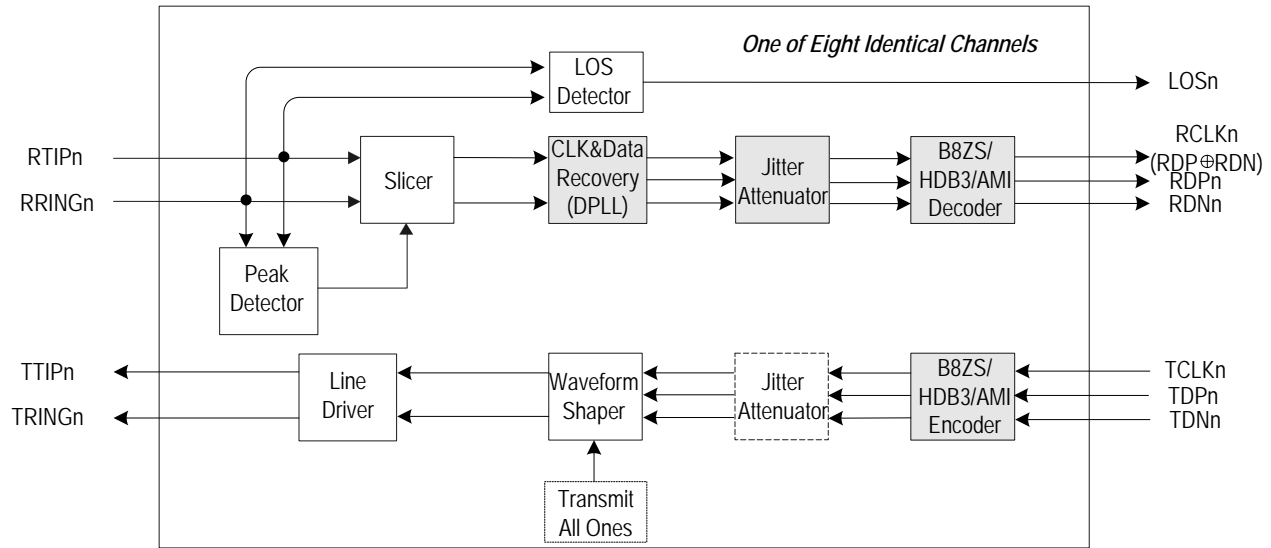 One of Eight Identical Channels
LOS
Detector
LOSn
RTIPn
RRINGn
Slicer
CLK&Data
Recovery
(DPLL)
Jitter
Attenuator
B8ZS/
HDB3/AMI
Decoder
RCLKn
(RDP⊕RDN)
RDPn
RDNn
Peak
Detector
TTIPn
TRINGn
Line
Driver
Waveform
Shaper
Jitter
Attenuator
B8ZS/
HDB3/AMI
Encoder
TCLKn
TDPn
TDNn
Transmit
All Ones